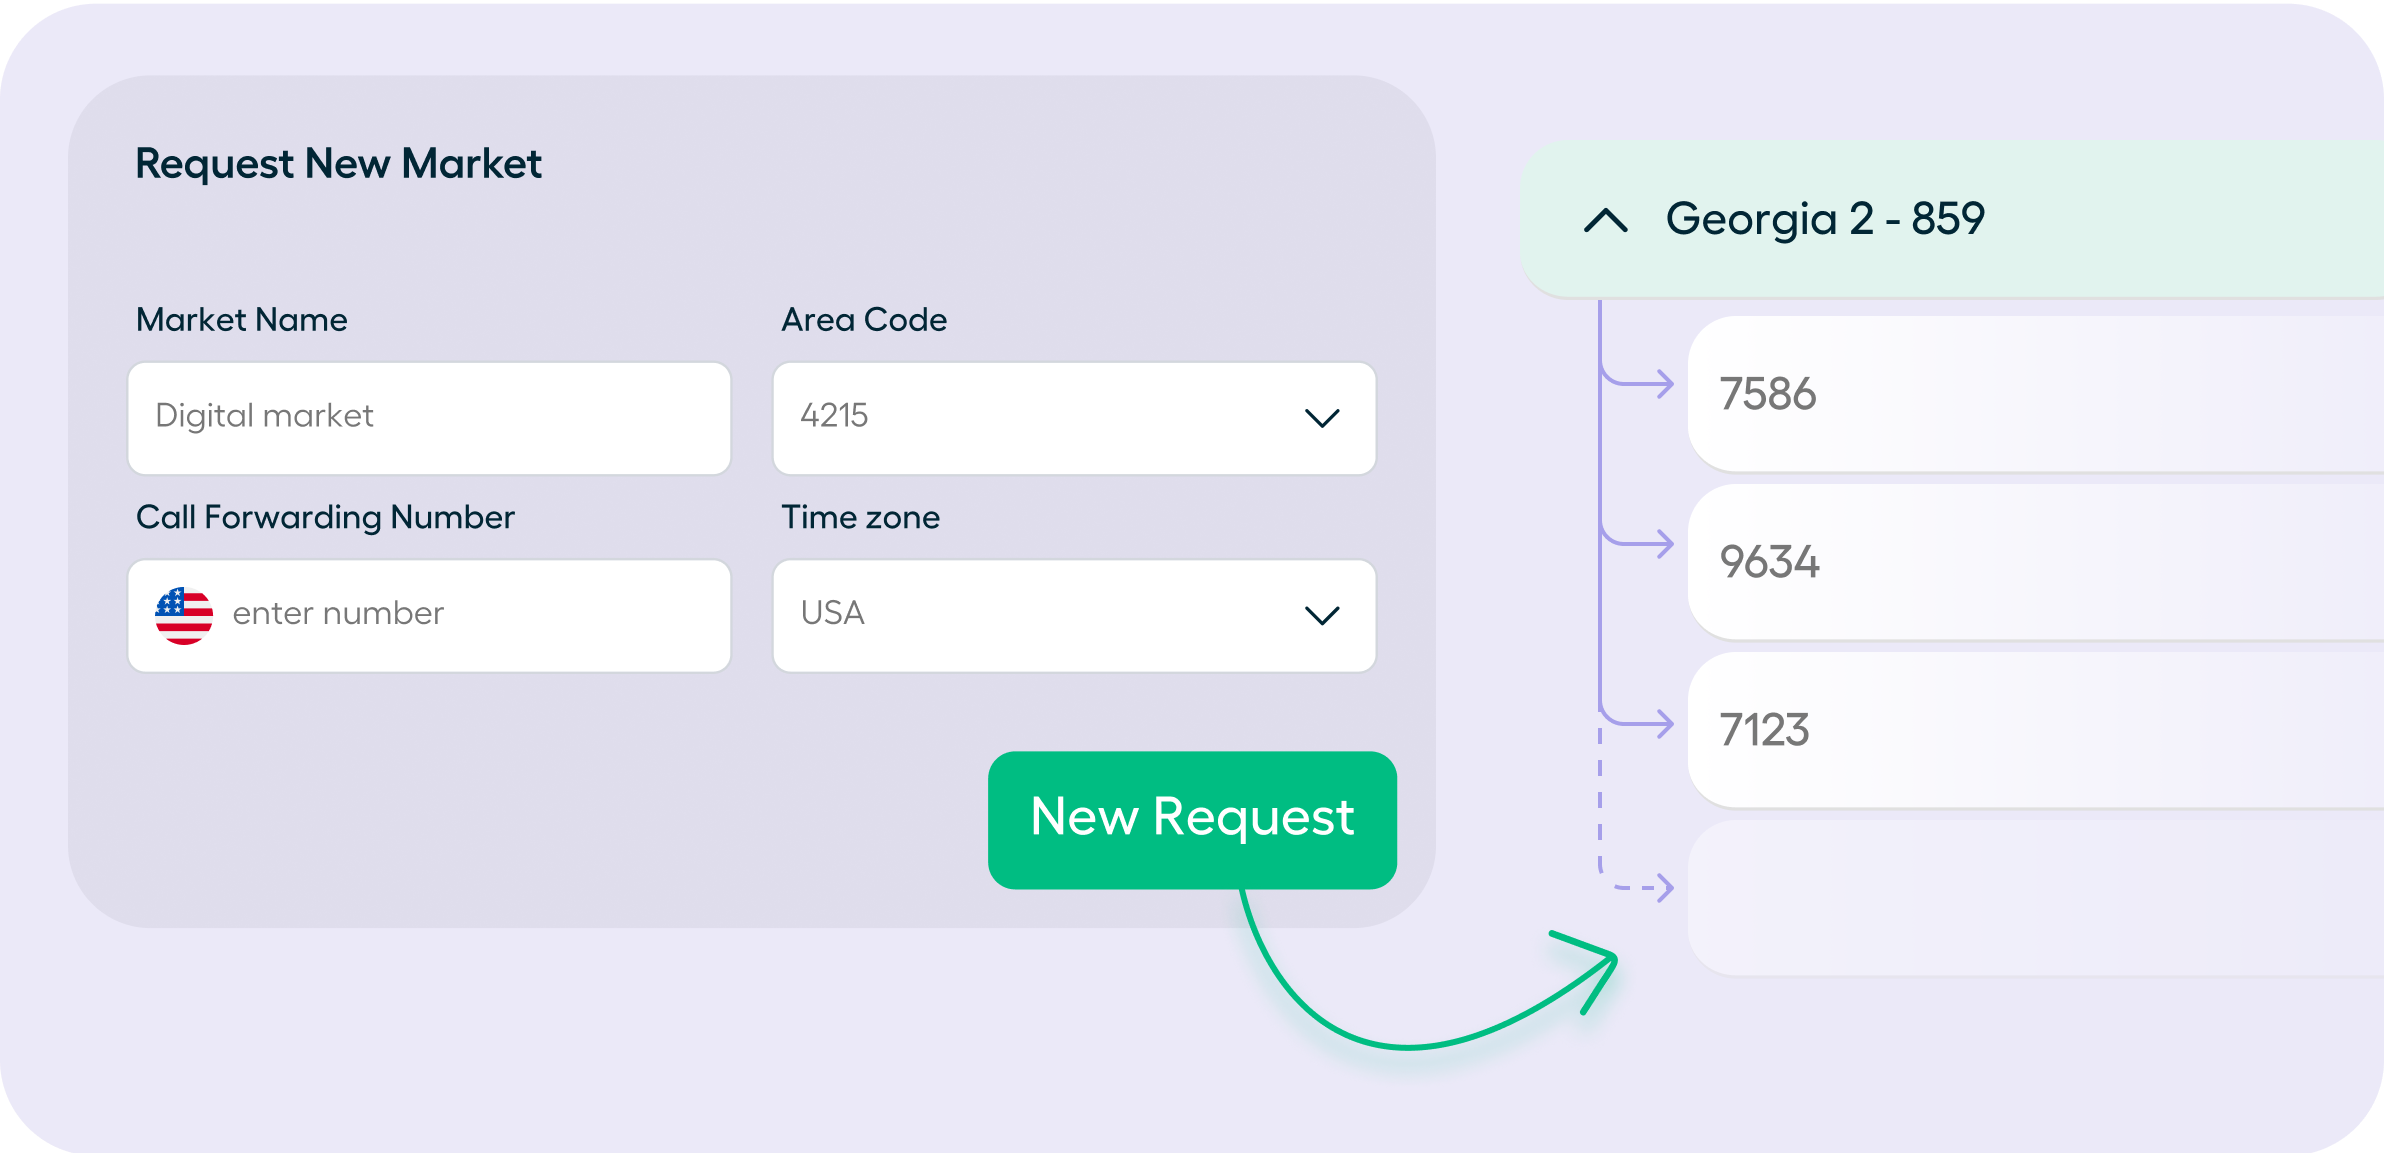 Request New Market
Market Name
Area Code
Digital market
4215
Call Forwarding Number
Time zone
enter number
USA
New Request
Georgia 2 - 859
7586
9634
7123